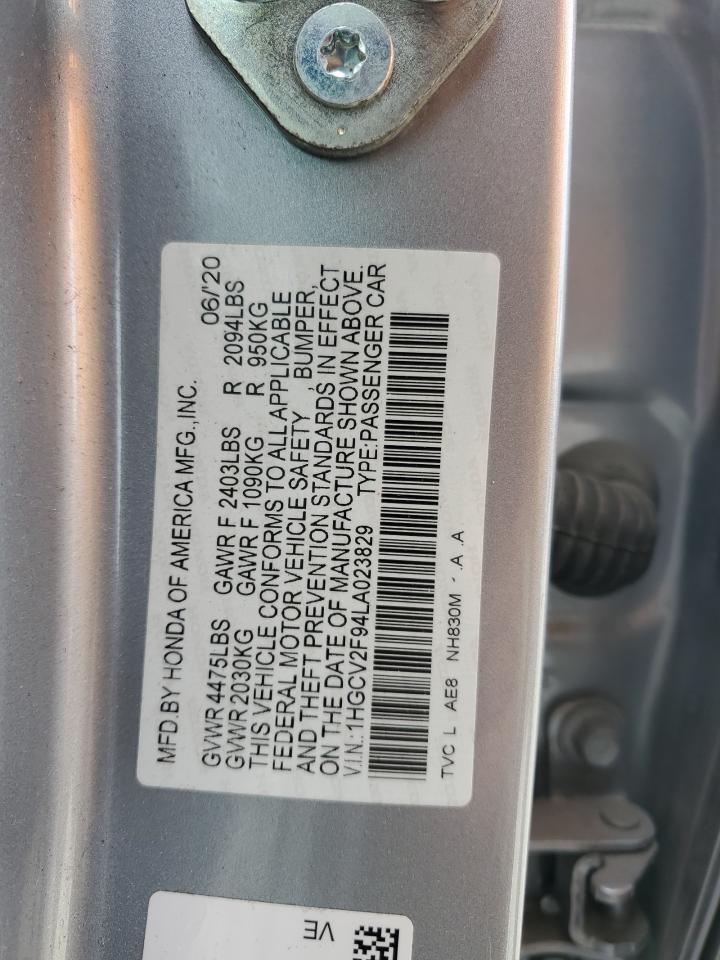 MFD.BY HONDA OF AMERICA MFG.,INC.
06/'20
GVWR 4475LBS GAWR F 2403LBS R 2094LBS
GVWR 2030KG GAWR F 1090KG R 950KG
THIS VEHICLE CONFORMS TO ALL APPLICABLE
FEDERAL MOTOR VEHICLE SAFETY , BUMPER,
AND THEFT PREVENTION STANDARDS IN EFFECT
ON THE DATE OF MANUFACTURE SHOWN ABOVE.
V.I.N.:1HGCV2F94LA023829 TYPE:PASSENGER CAR
TVC L AE8 NH830M - .A .A
VE